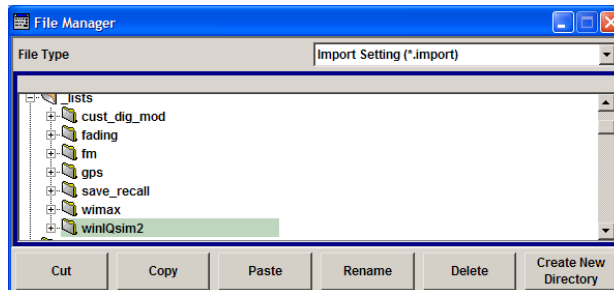 File Manager
File Type Import Setting (*.import)
_lists
cust_dig_mod
fading
fm
gps
save_recall
wimax
winIQsim2
Cut Copy Paste Rename Delete Create New
Directory